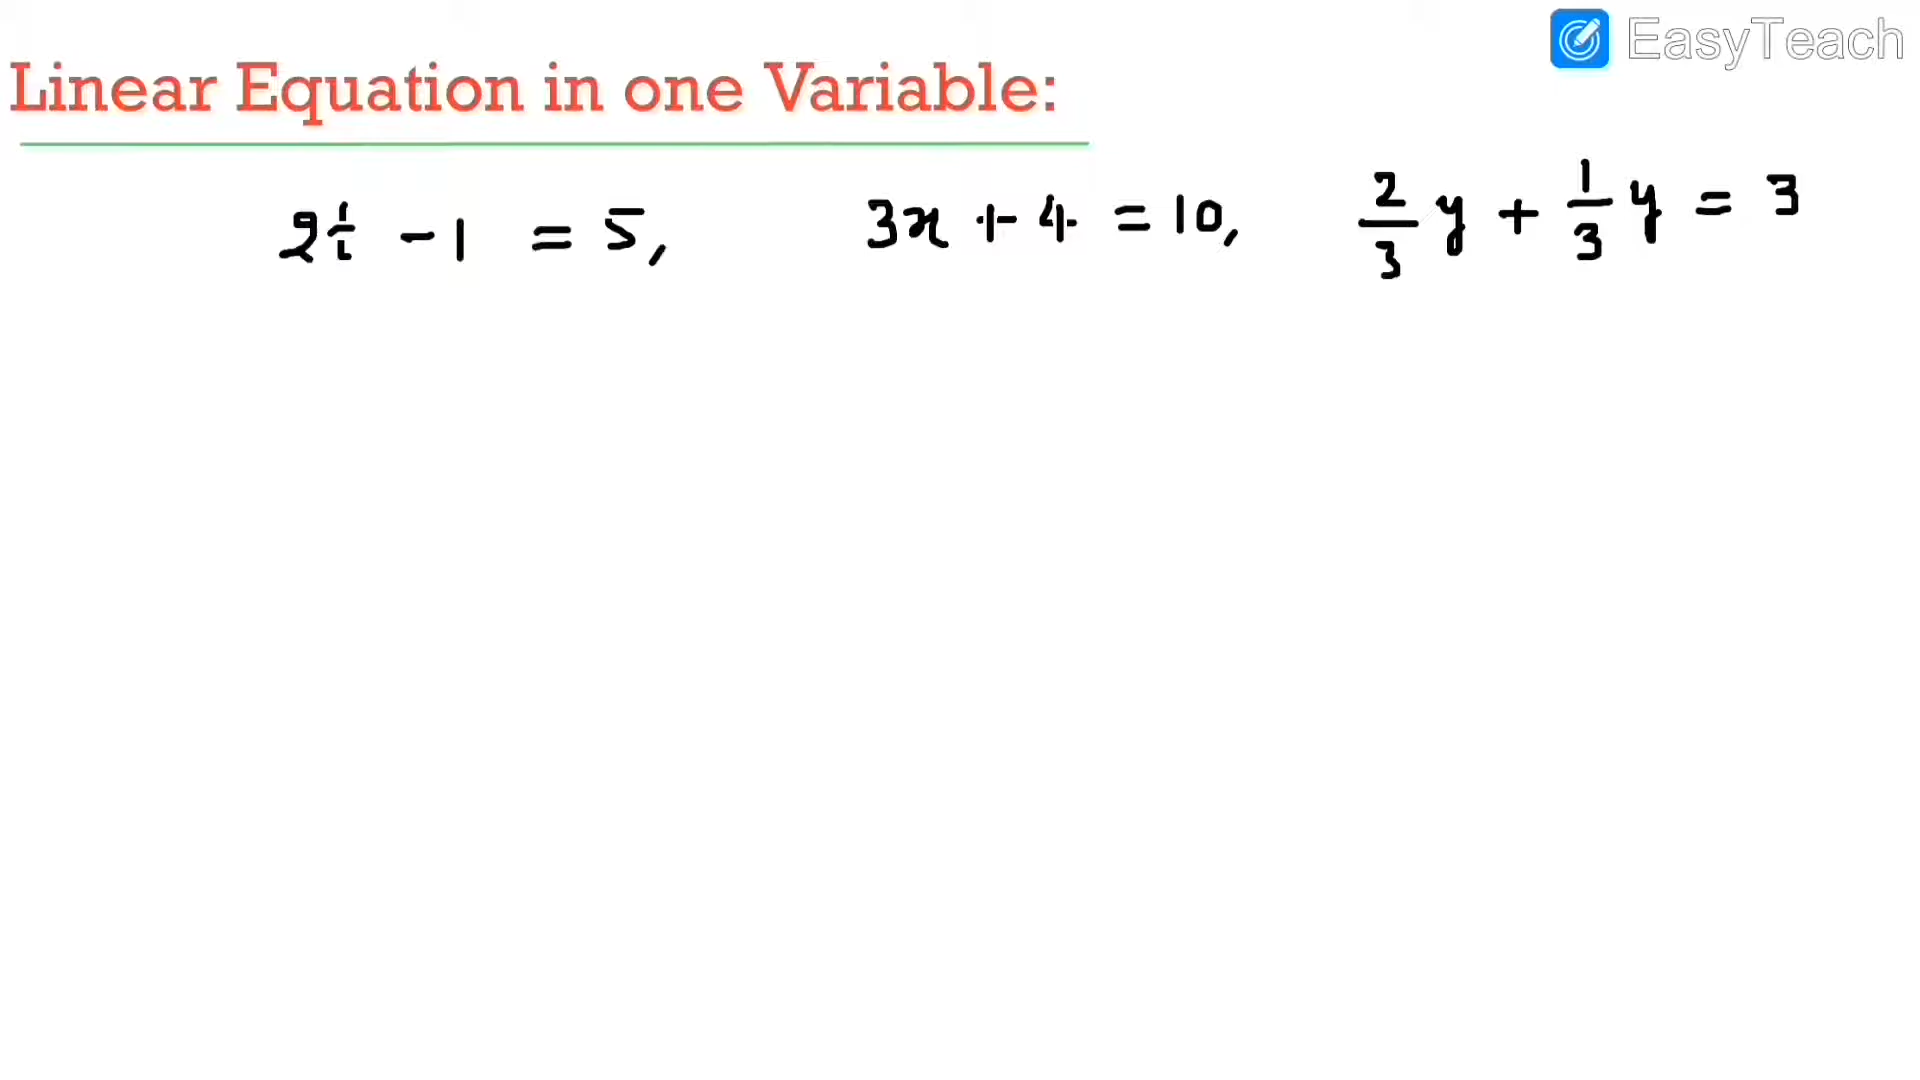 EasyTeach
Linear Equation in one Variable:
2t - 1 = 5, 3x + 4 = 10, 2/3 y + 1/3 y = 3